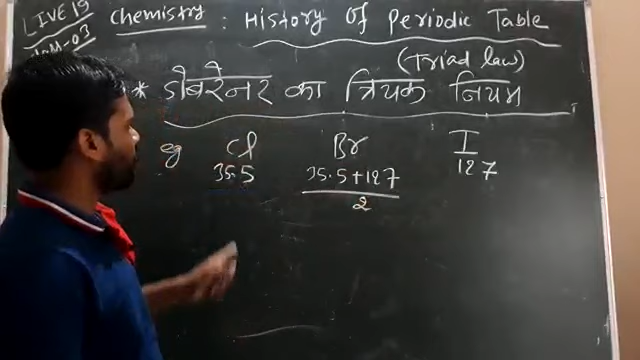 LIVE 19
Chemistry : History Of Periodic Table
(Triad law)
* डोबरेनर का त्रियक नियम
eg Cl Br I
35.5 35.5+127 127
2